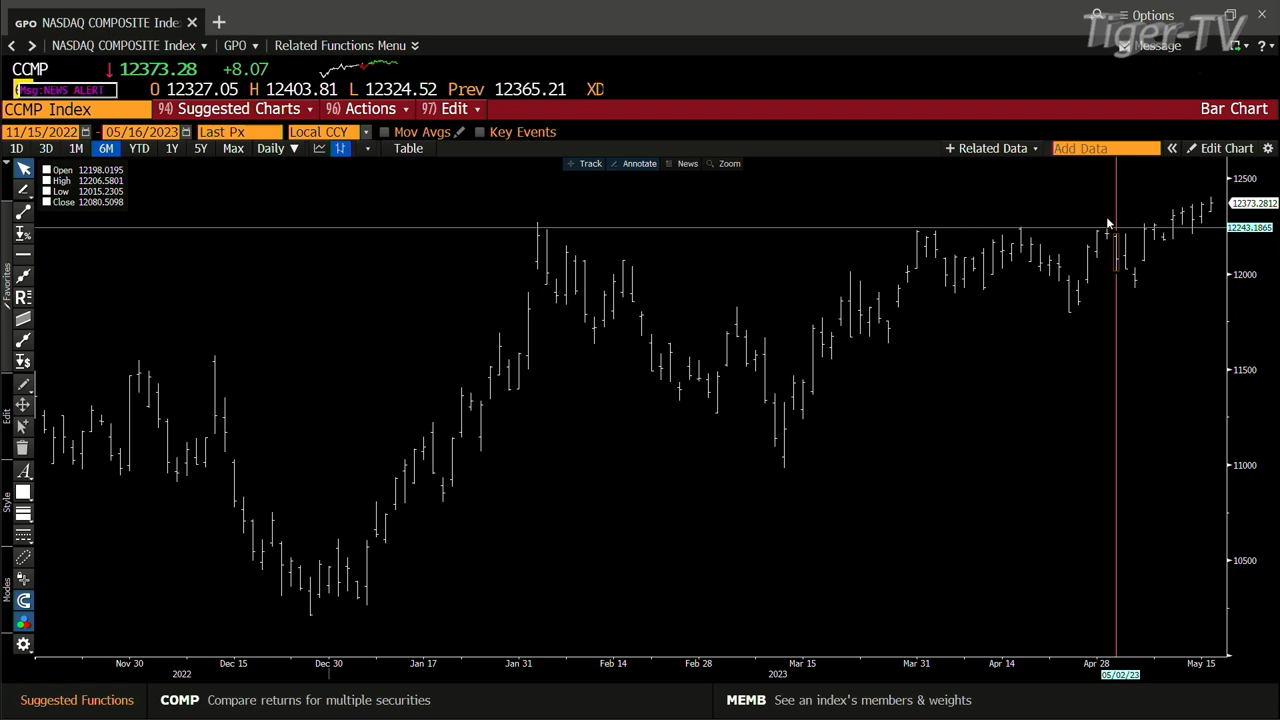 GPO NASDAQ COMPOSITE Inde × +
Options
Tiger-TV
NASDAQ COMPOSITE Index GPO Related Functions Menu
Message
CCMP 12373.28 +8.07
Msg:NEWS ALERT O 12327.05 H 12403.81 L 12324.52 Prev 12365.21 XD
CCMP Index 94) Suggested Charts 96) Actions 97) Edit Bar Chart
11/15/2022 - 05/16/2023 Last Px Local CCY Mov Avgs Key Events
1D 3D 1M 6M YTD 1Y 5Y Max Daily ▼ Table + Related Data Add Data « Edit Chart
Track Annotate News Zoom
Open 12198.0195
High 12206.5801
Low 12015.2305
Close 12080.5098
12500
12373.2812
12243.1865
12000
11500
11000
10500
Favorites
Edit
Style
Modes
Nov 30 Dec 15 Dec 30 Jan 17 Jan 31 Feb 14 Feb 28 Mar 15 Mar 31 Apr 14 Apr 28 May 15
2022 2023 05/02/23
Suggested Functions COMP Compare returns for multiple securities MEMB See an index's members & weights